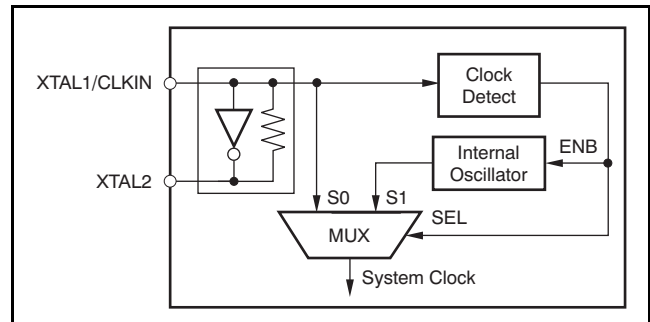 XTAL1/CLKIN
Clock
Detect
Internal
Oscillator
ENB
XTAL2
S0
S1
SEL
MUX
System Clock